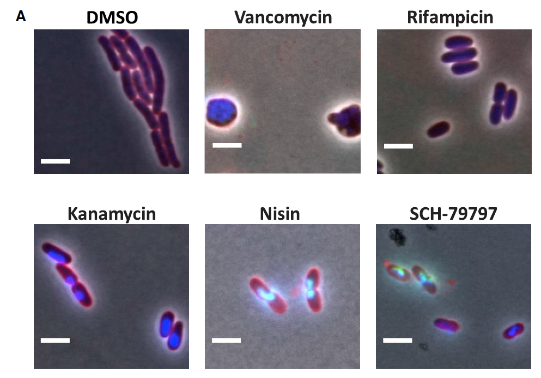 A
DMSO Vancomycin Rifampicin
Kanamycin Nisin SCH-79797